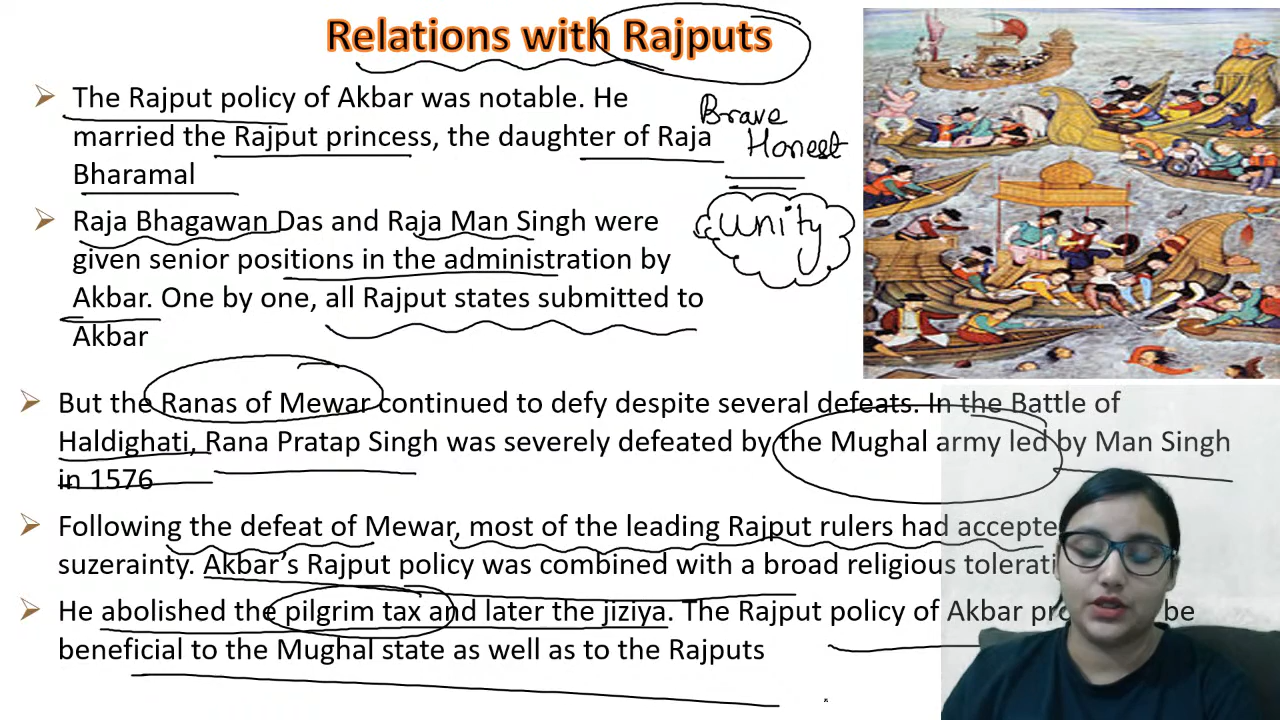 Relations with Rajputs
The Rajput policy of Akbar was notable. He
married the Rajput princess, the daughter of Raja
Bharamal
Brave
Honest
Raja Bhagawan Das and Raja Man Singh were
given senior positions in the administration by
Akbar. One by one, all Rajput states submitted to
Akbar
unity
But the Ranas of Mewar continued to defy despite several defeats. In the Battle of
Haldighati, Rana Pratap Singh was severely defeated by the Mughal army led by Man Singh
in 1576
Following the defeat of Mewar, most of the leading Rajput rulers had accepte
suzerainty. Akbar's Rajput policy was combined with a broad religious tolerati
He abolished the pilgrim tax and later the jiziya. The Rajput policy of Akbar pro be
beneficial to the Mughal state as well as to the Rajputs